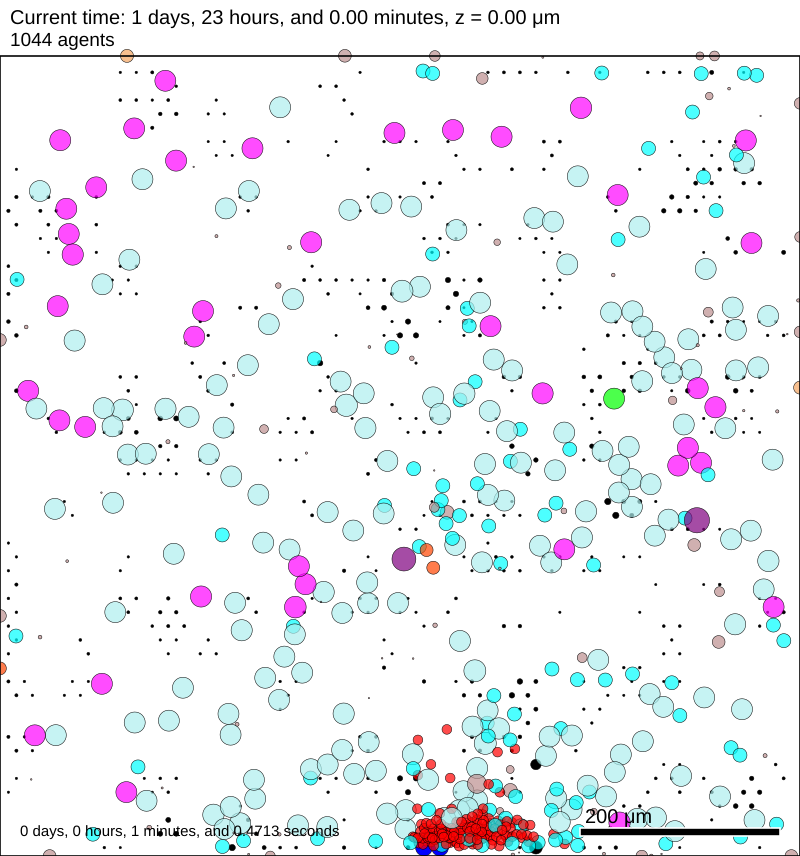 Current time: 1 days, 23 hours, and 0.00 minutes, z = 0.00 μm
1044 agents
200 μm
0 days, 0 hours, 1 minutes, and 0.4713 seconds